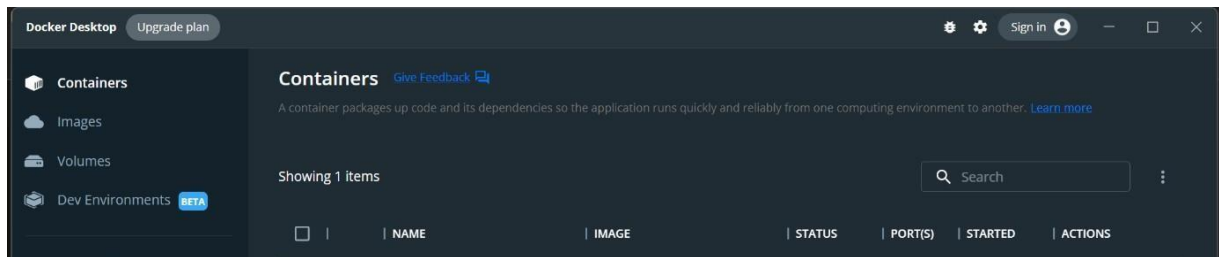 Docker Desktop Upgrade plan Sign in
Containers
Images
Volumes
Dev Environments BETA
Containers Give Feedback
A container packages up code and its dependencies so the application runs quickly and reliably from one computing environment to another. Learn more
Showing 1 items Search
NAME IMAGE STATUS PORT(S) STARTED ACTIONS